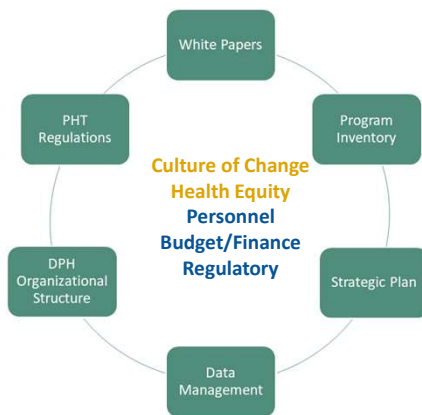 White Papers
PHT
Regulations
Program
Inventory
Culture of Change
Health Equity
Personnel
Budget/Finance
Regulatory
DPH
Organizational
Structure
Strategic Plan
Data
Management